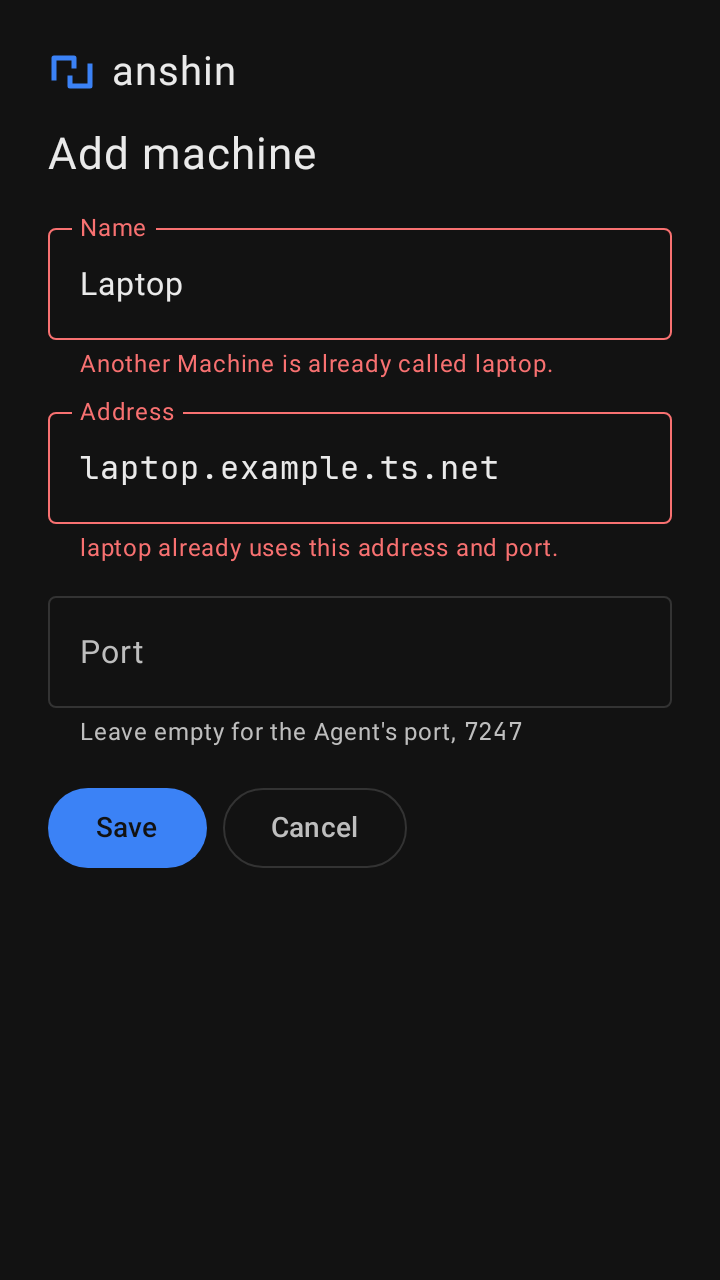 anshin
Add machine
Name
Laptop
Another Machine is already called laptop.
Address
laptop.example.ts.net
laptop already uses this address and port.
Port
Leave empty for the Agent's port, 7247
Save
Cancel